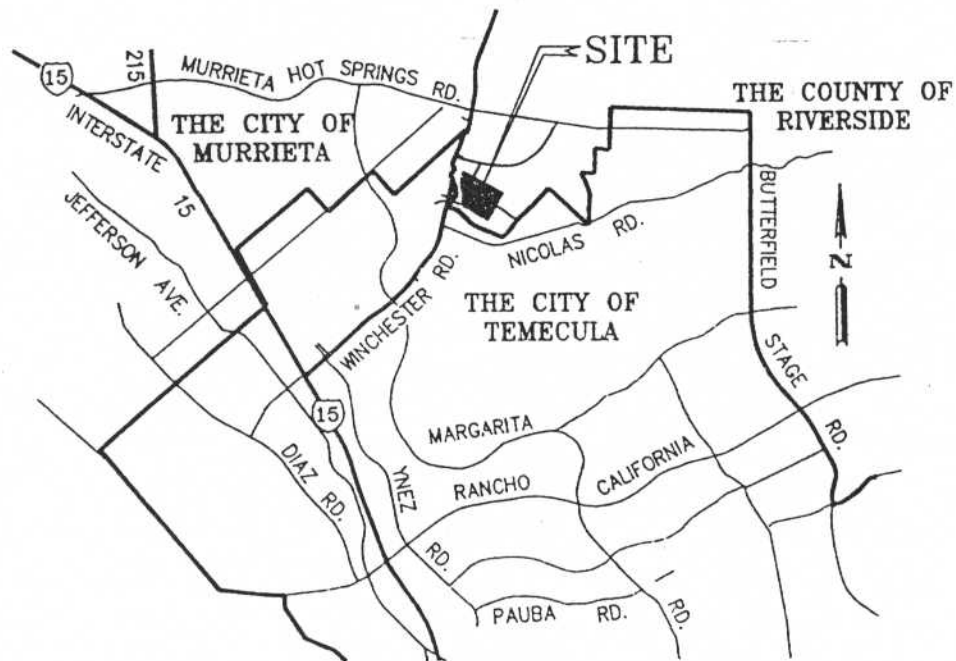 SITE
15
215
MURRIETA HOT SPRINGS RD.
THE COUNTY OF
RIVERSIDE
THE CITY OF
MURRIETA
INTERSTATE 15
JEFFERSON AVE.
BUTTERFIELD STAGE RD.
NICOLAS RD.
N
WINCHESTER RD.
THE CITY OF
TEMECULA
15
MARGARITA RD.
DIAZ RD.
YNEZ RD.
RANCHO CALIFORNIA
PAUBA RD.